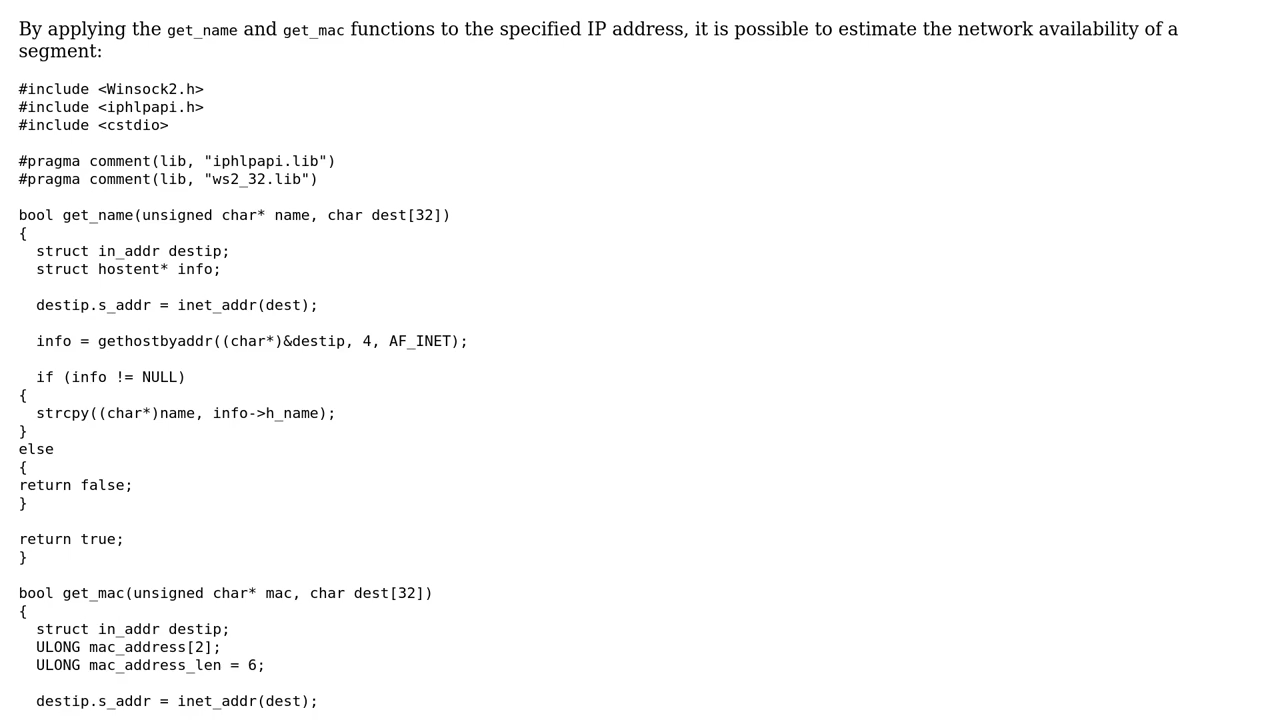 By applying the get_name and get_mac functions to the specified IP address, it is possible to estimate the network availability of a
segment:
#include <Winsock2.h>
#include <iphlpapi.h>
#include <cstdio>
#pragma comment(lib, "iphlpapi.lib")
#pragma comment(lib, "ws2_32.lib")
bool get_name(unsigned char* name, char dest[32])
{
  struct in_addr destip;
  struct hostent* info;
  destip.s_addr = inet_addr(dest);
  info = gethostbyaddr((char*)&destip, 4, AF_INET);
  if (info != NULL)
{
  strcpy((char*)name, info->h_name);
}
else
{
return false;
}
return true;
}
bool get_mac(unsigned char* mac, char dest[32])
{
  struct in_addr destip;
  ULONG mac_address[2];
  ULONG mac_address_len = 6;
  destip.s_addr = inet_addr(dest);